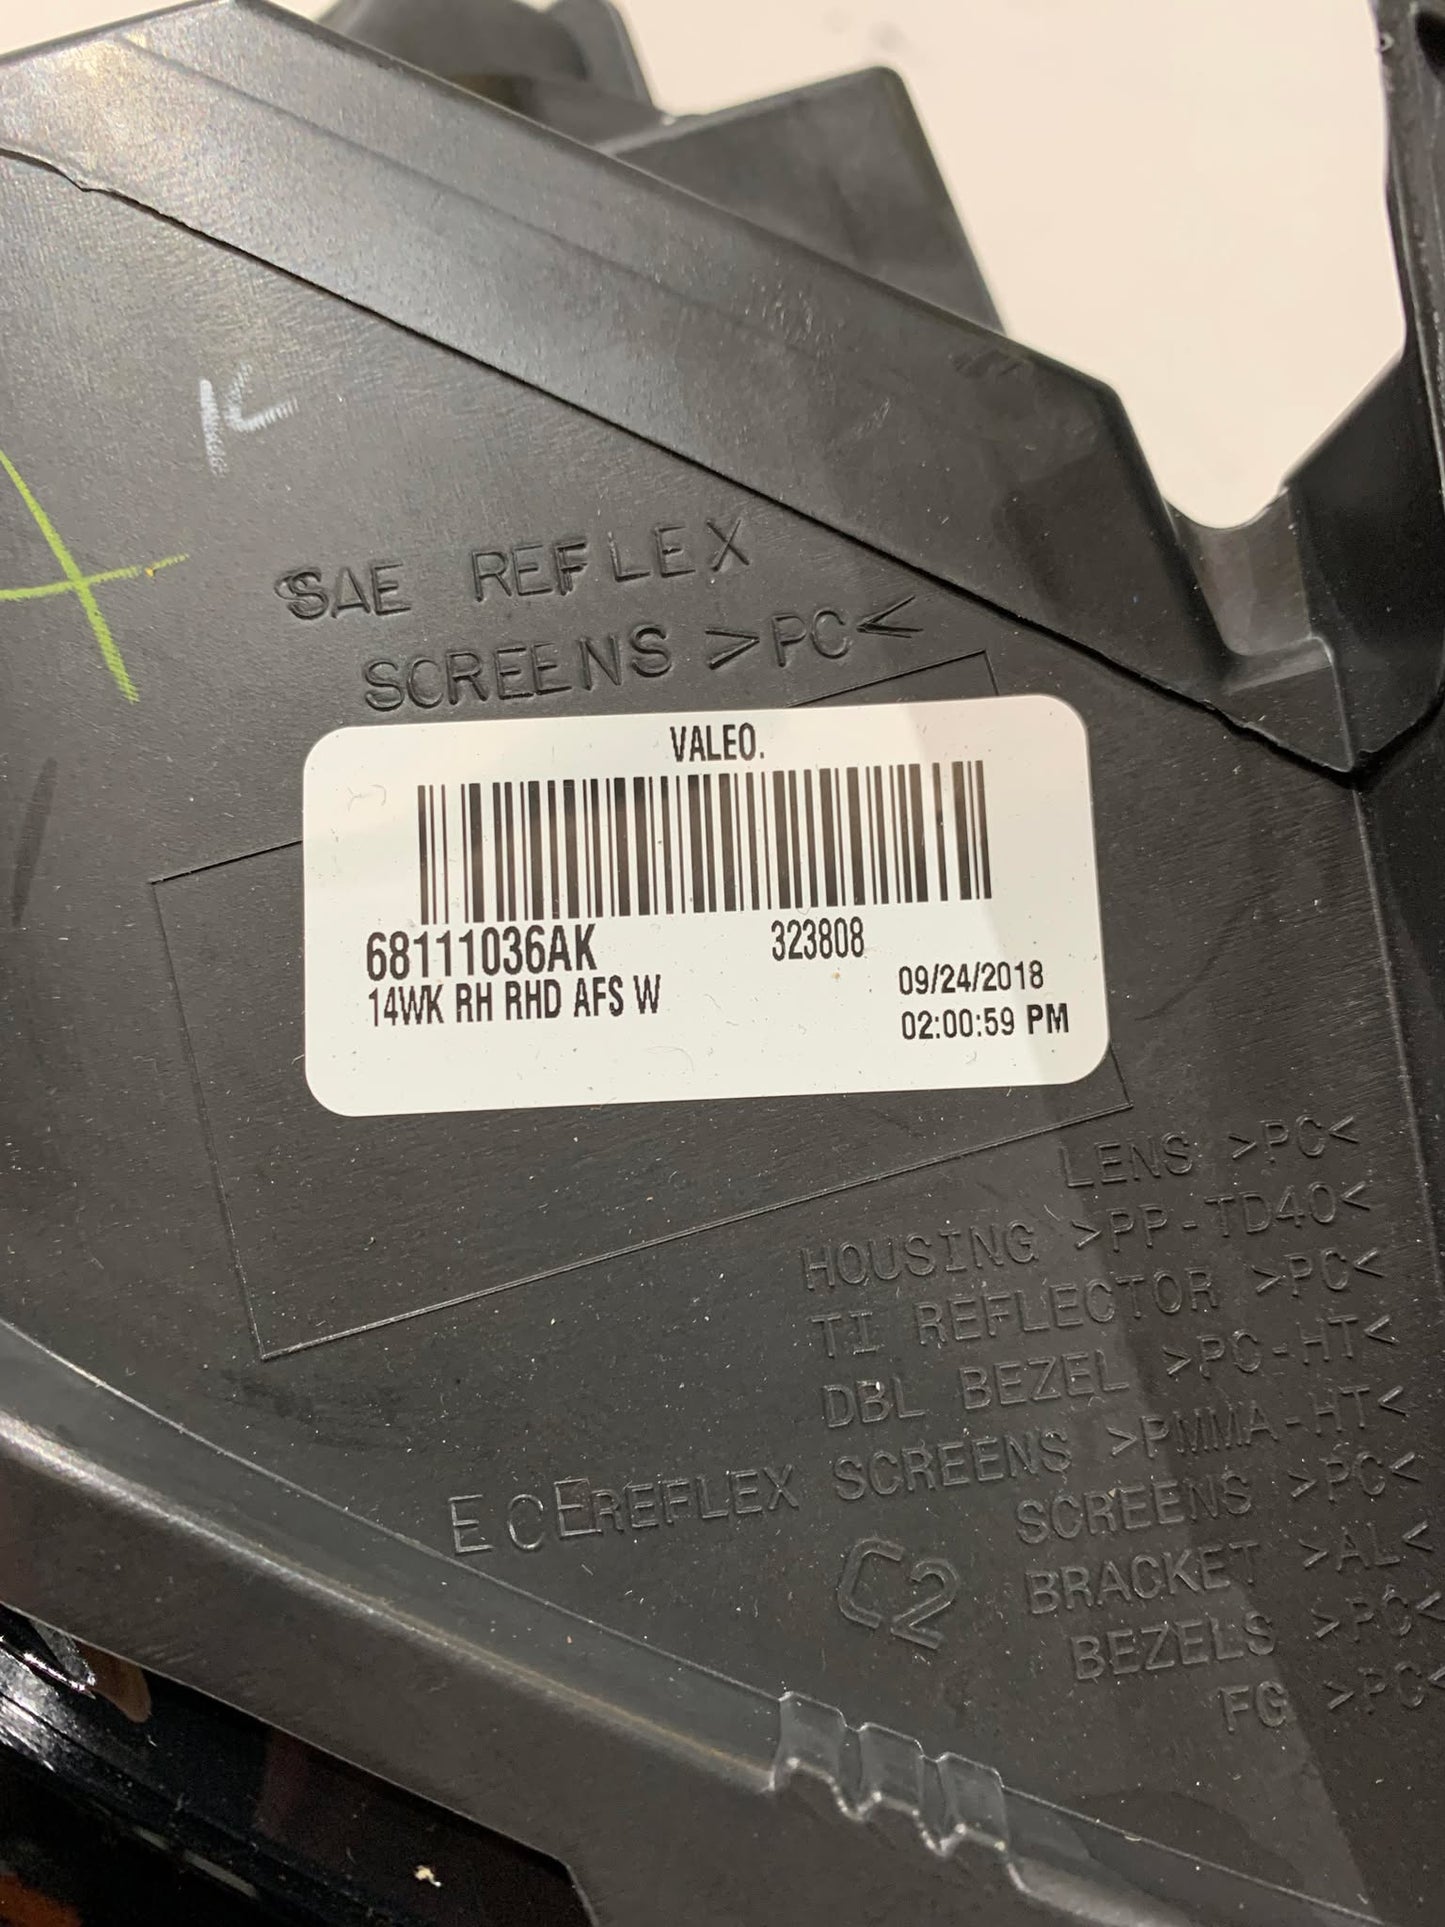 K
SAE REFLEX
SCREENS >PC<
VALEO.
68111036AK 323808
14WK RH RHD AFS W 09/24/2018
02:00:59 PM
LENS >PC<
HOUSING >PP-TD40<
TI REFLECTOR >PC<
DBL BEZEL >PC-HT<
ECE REFLEX SCREENS >PMMA-HT<
SCREENS >PC<
C2 BRACKET >AL<
BEZELS >PC<
FG >PC<